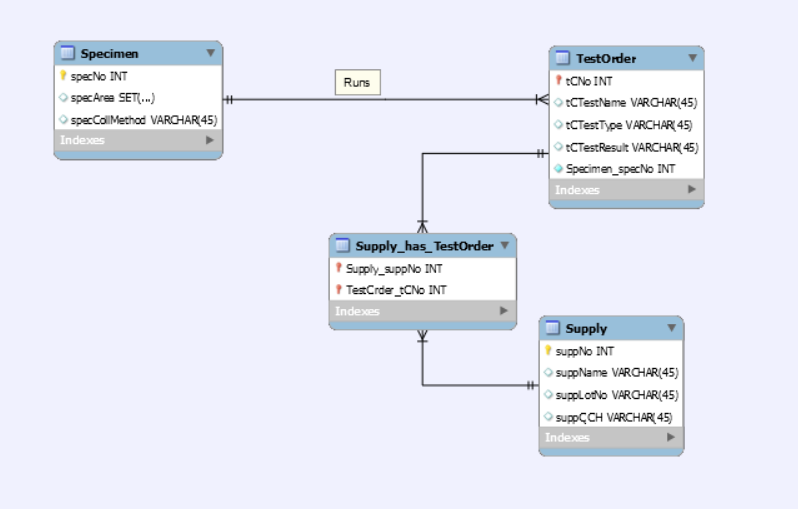 Specimen
specNo INT
specArea SET(...)
specCollMethod VARCHAR(45)
Indexes
Runs
TestOrder
tCNo INT
tCTestName VARCHAR(45)
tCTestType VARCHAR(45)
tCTestResult VARCHAR(45)
Specimen_specNo INT
Indexes
Supply_has_TestOrder
Supply_suppNo INT
TestOrder_tCNo INT
Indexes
Supply
suppNo INT
suppName VARCHAR(45)
suppLotNo VARCHAR(45)
VARCHAR(45)
Indexes